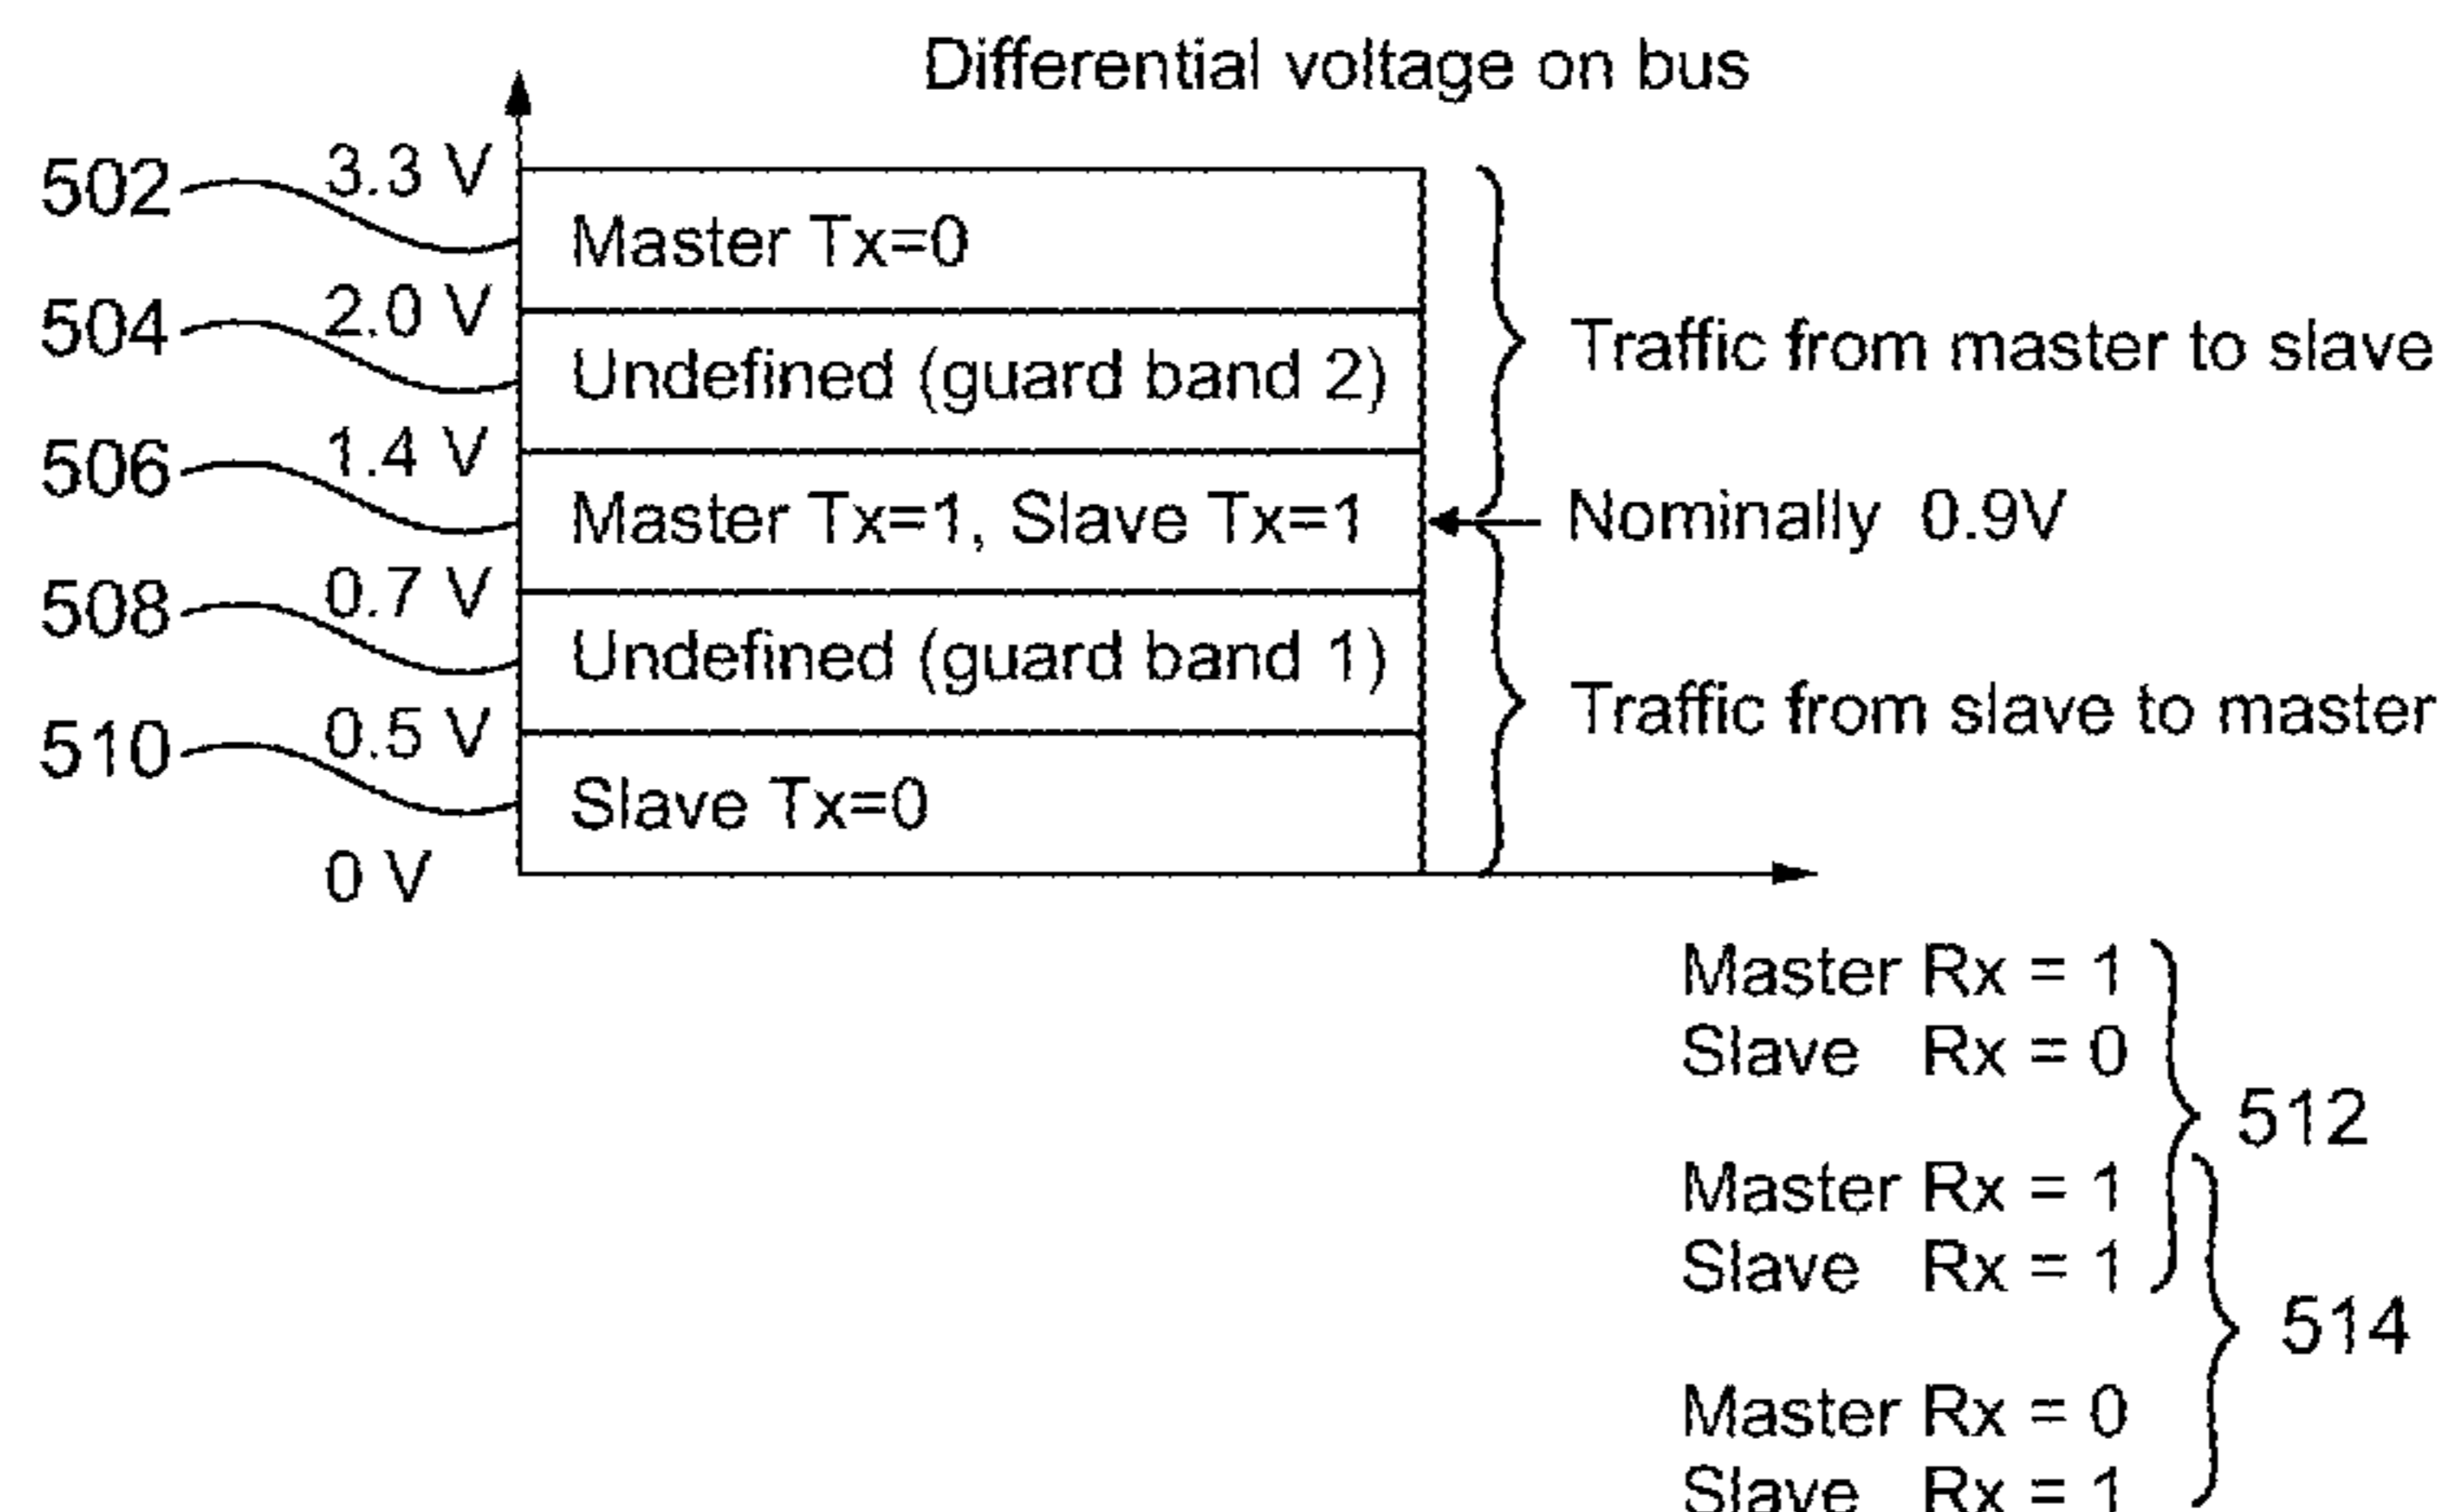 Differential voltage on bus
502 3.3 V
Master Tx=0
504 2.0 V
Undefined (guard band 2)
Traffic from master to slave
506 1.4 V
Master Tx=1, Slave Tx=1
Nominally 0.9V
508 0.7 V
Undefined (guard band 1)
Traffic from slave to master
510 0.5 V
Slave Tx=0
0 V
Master Rx = 1
Slave Rx = 0
512
Master Rx = 1
Slave Rx = 1
514
Master Rx = 0
Slave Rx = 1